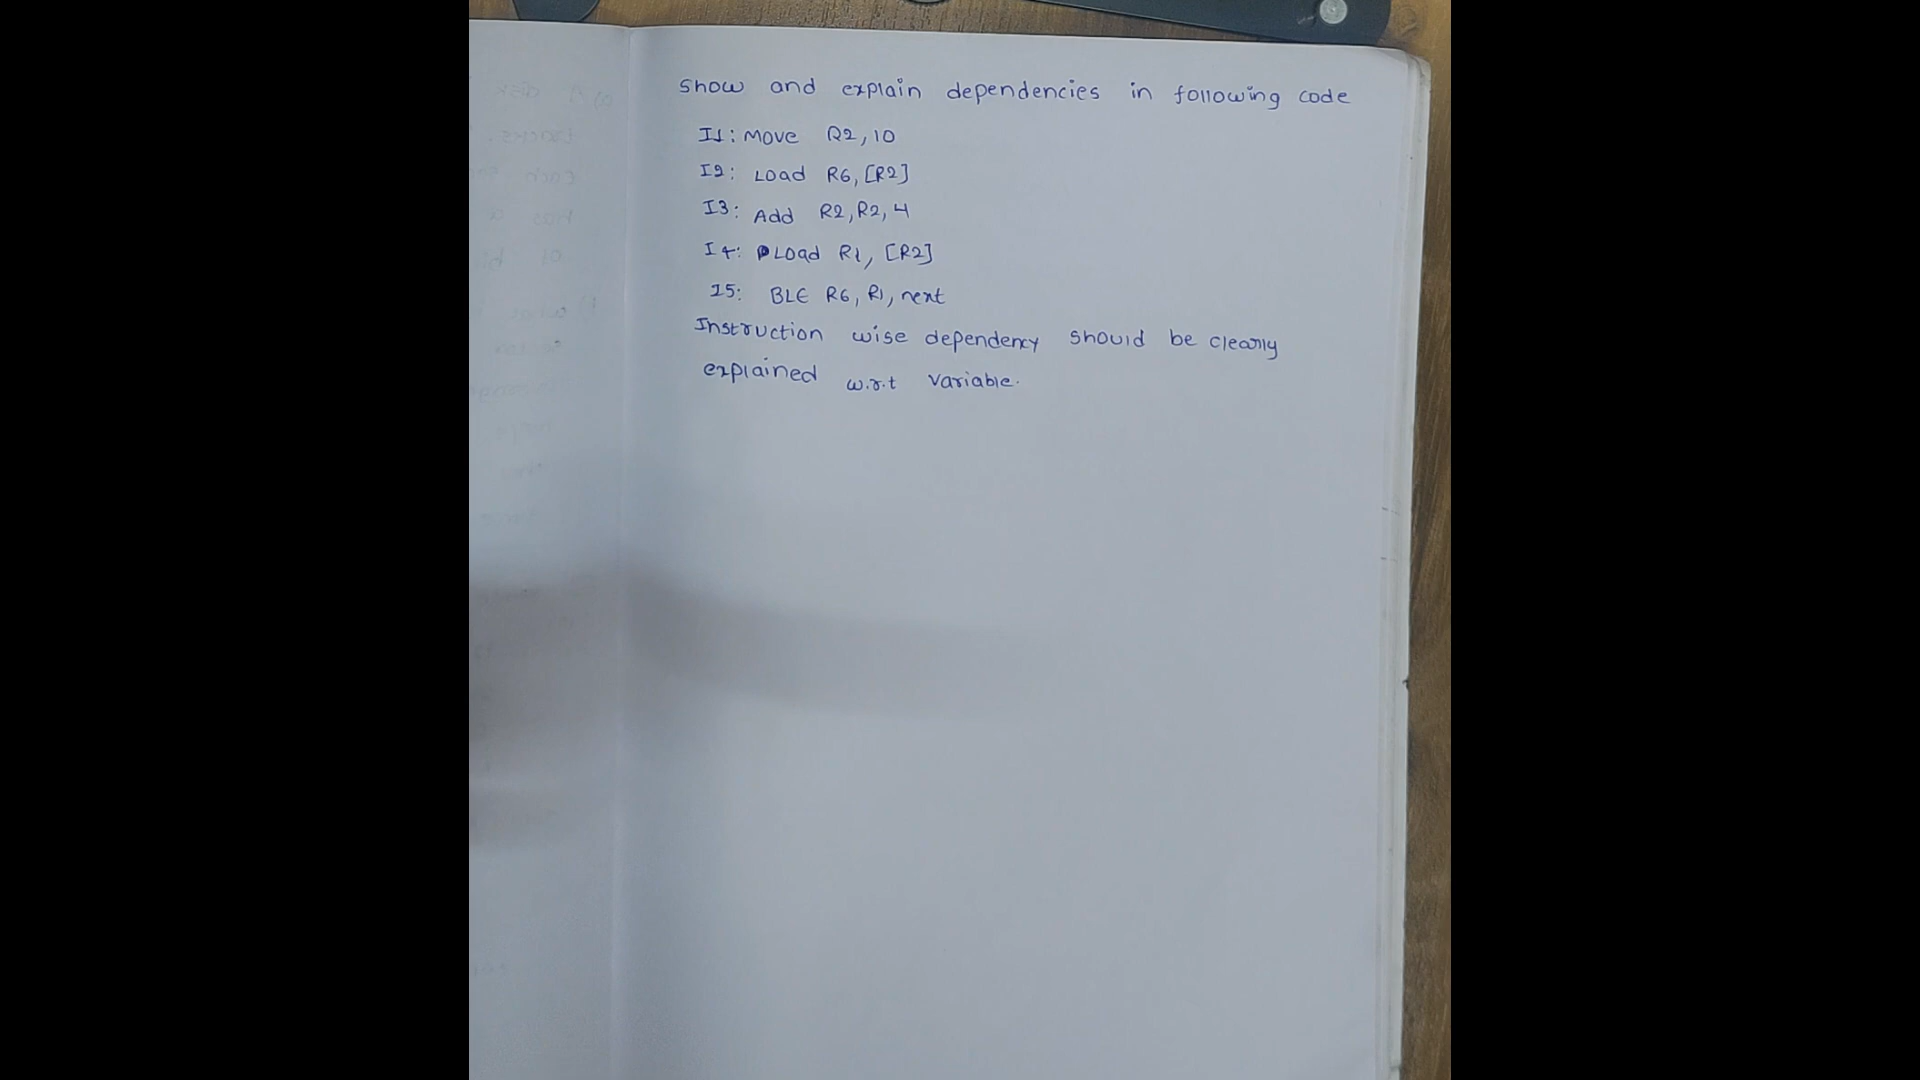 Show and explain dependencies in following code
I1: Move R2, 10
I2: Load R6, [R2]
I3: Add R2, R2, 4
I4: Load R1, [R2]
I5: BLE R6, R1, next
Instruction wise dependency should be clearly
explained w.r.t variable.